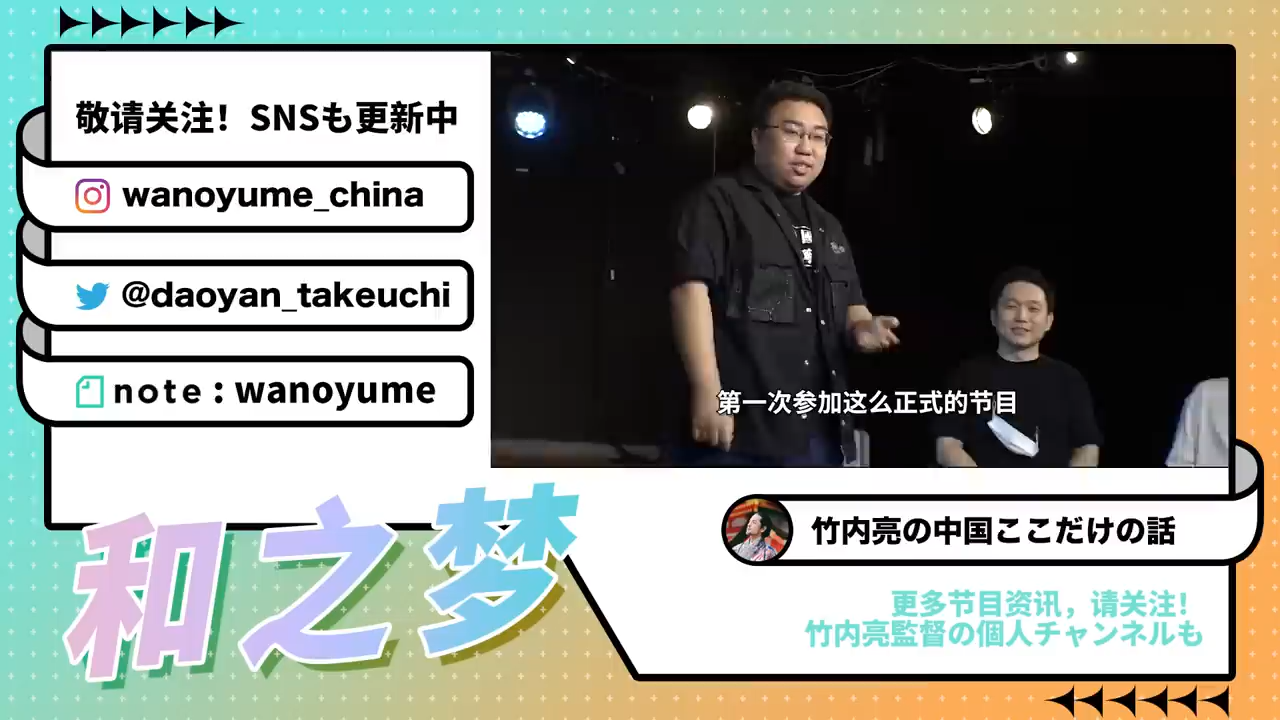 敬请关注！SNSも更新中
wanoyume_china
@daoyan_takeuchi
note：wanoyume
第一次参加这么正式的节目
和之梦
竹内亮の中国ここだけの話
更多节目资讯，请关注！
竹内亮監督の個人チャンネルも